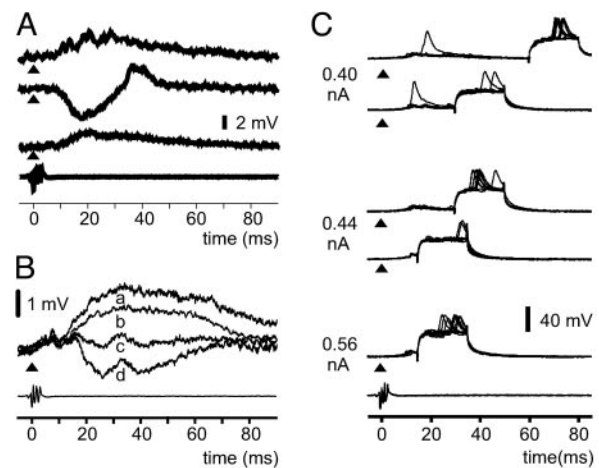 A
2 mV
0 20 40 60 80
time (ms)
B
1 mV
a
b
c
d
0 20 40 60 80
time (ms)
C
0.40
nA
0.44
nA
40 mV
0.56
nA
0 20 40 60 80
time(ms)